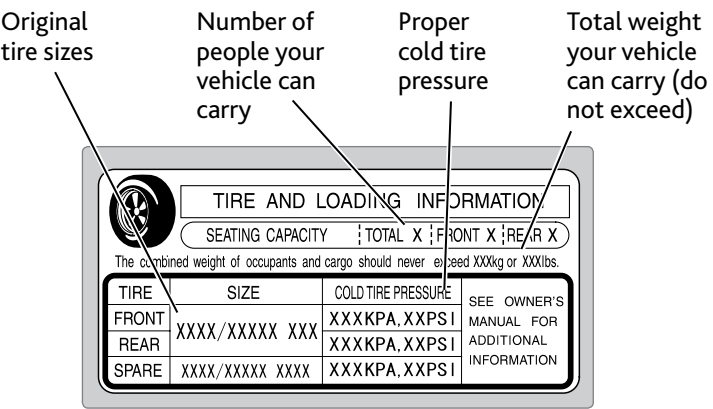 Original
tire sizes
Number of
people your
vehicle can
carry
Proper
cold tire
pressure
Total weight
your vehicle
can carry (do
not exceed)
TIRE AND LOADING INFORMATION
SEATING CAPACITY TOTAL X FRONT X REAR X
The combined weight of occupants and cargo should never exceed XXXkg or XXXlbs.
TIRE SIZE COLD TIRE PRESSURE
FRONT XXXX/XXXXX XXX XXXKPA,XXPSI
REAR XXXKPA,XXPSI
SPARE XXXX/XXXXX XXXX XXXKPA,XXPSI
SEE OWNER'S
MANUAL FOR
ADDITIONAL
INFORMATION